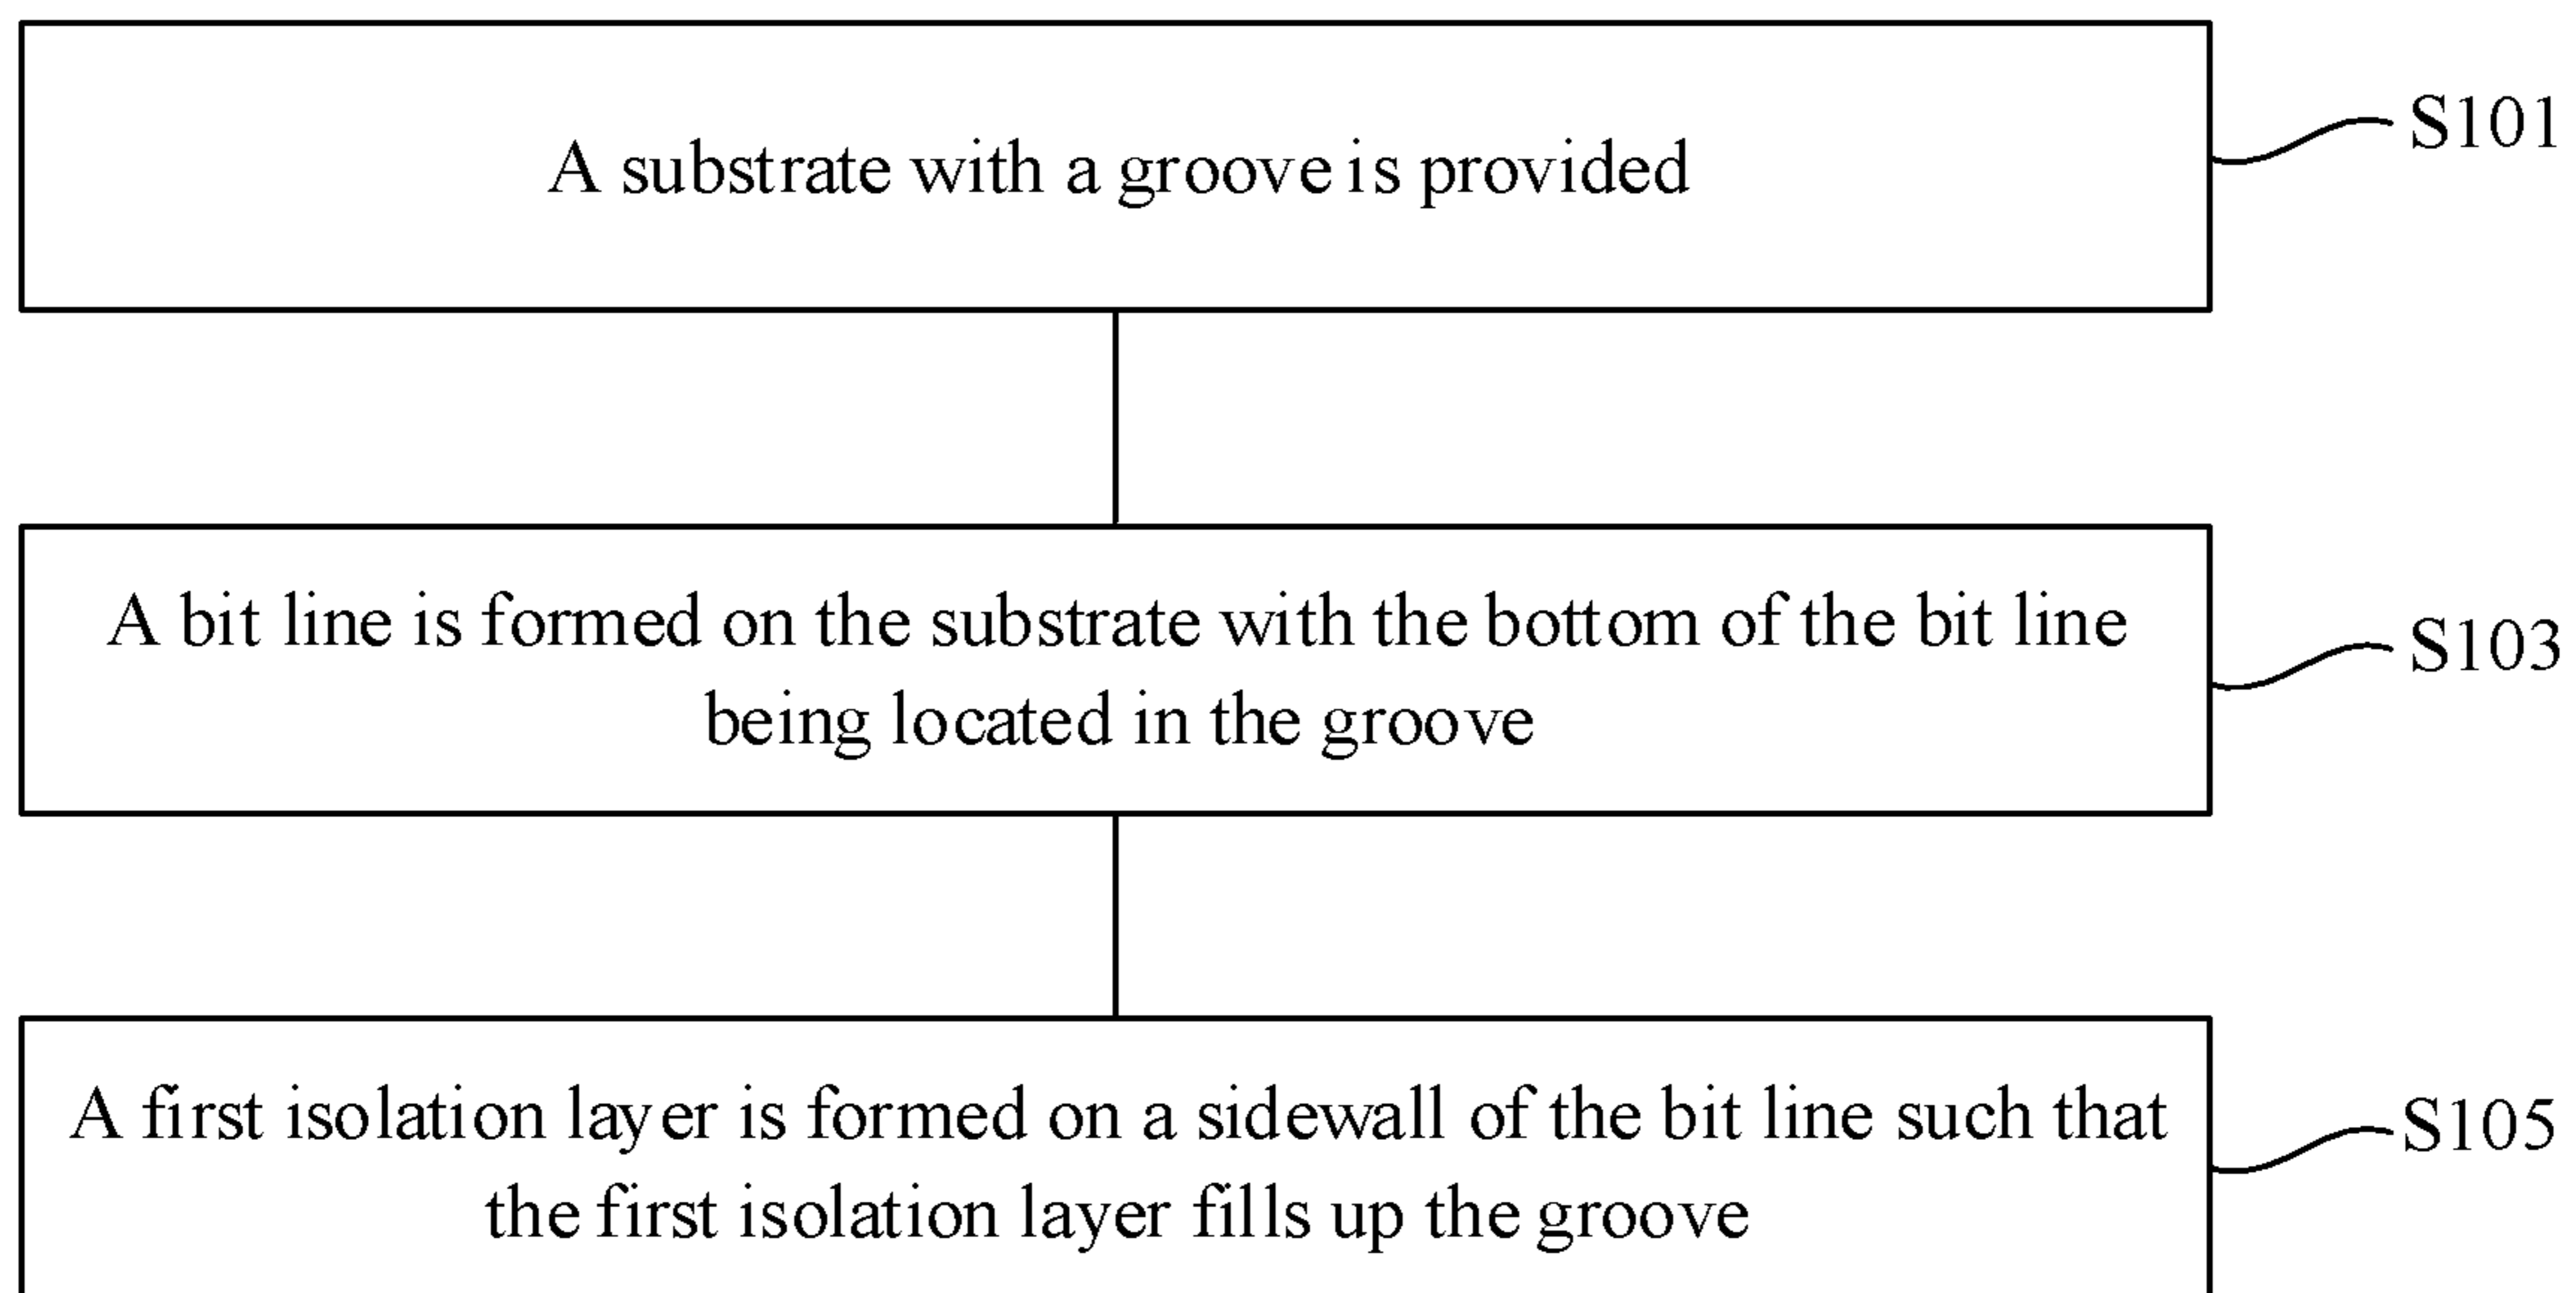 A substrate with a groove is provided
S101
A bit line is formed on the substrate with the bottom of the bit line
being located in the groove
S103
A first isolation layer is formed on a sidewall of the bit line such that
the first isolation layer fills up the groove
S105